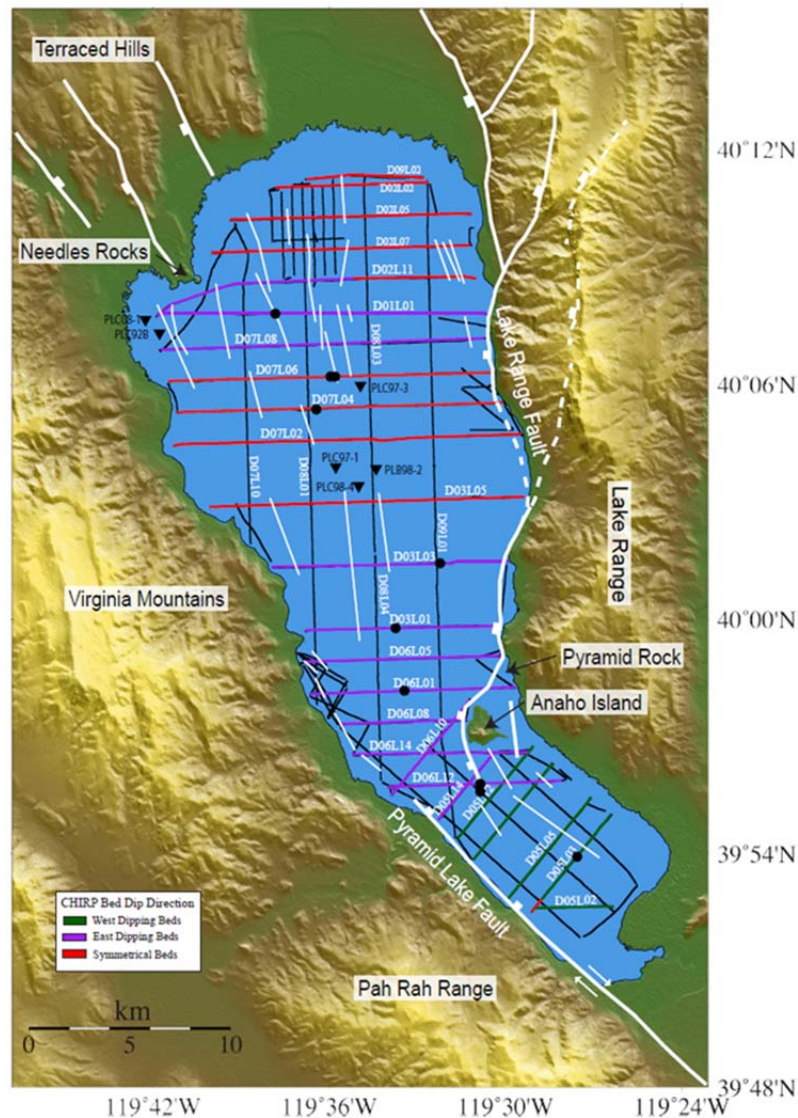 Terraced Hills
40°12'N
D09L02
D02L02
D02L05
Needles Rocks
D02L07
D02L11
PLC08-1
D01L01
PLC92B
D07L08
D08L03
Lake Range Fault
D07L06
40°06'N
PLC97-3
D07L04
D07L02
PLC97-1
PLB98-2
D07L10
D08L01
PLC98-4
D03L05
D09L01
Lake Range
D03L03
Virginia Mountains
D08L04
40°00'N
D03L01
D06L05
Pyramid Rock
D06L01
Anaho Island
D06L08
D06L10
D06L14
D06L12
D05L14
D05L05
D05L03
39°54'N
Pyramid Lake Fault
CHIRP Bed Dip Direction
West Dipping Beds
East Dipping Beds
Symmetrical Beds
D05L02
Pah Rah Range
km
0 5 10
39°48'N
119°42'W 119°36'W 119°30'W 119°24'W